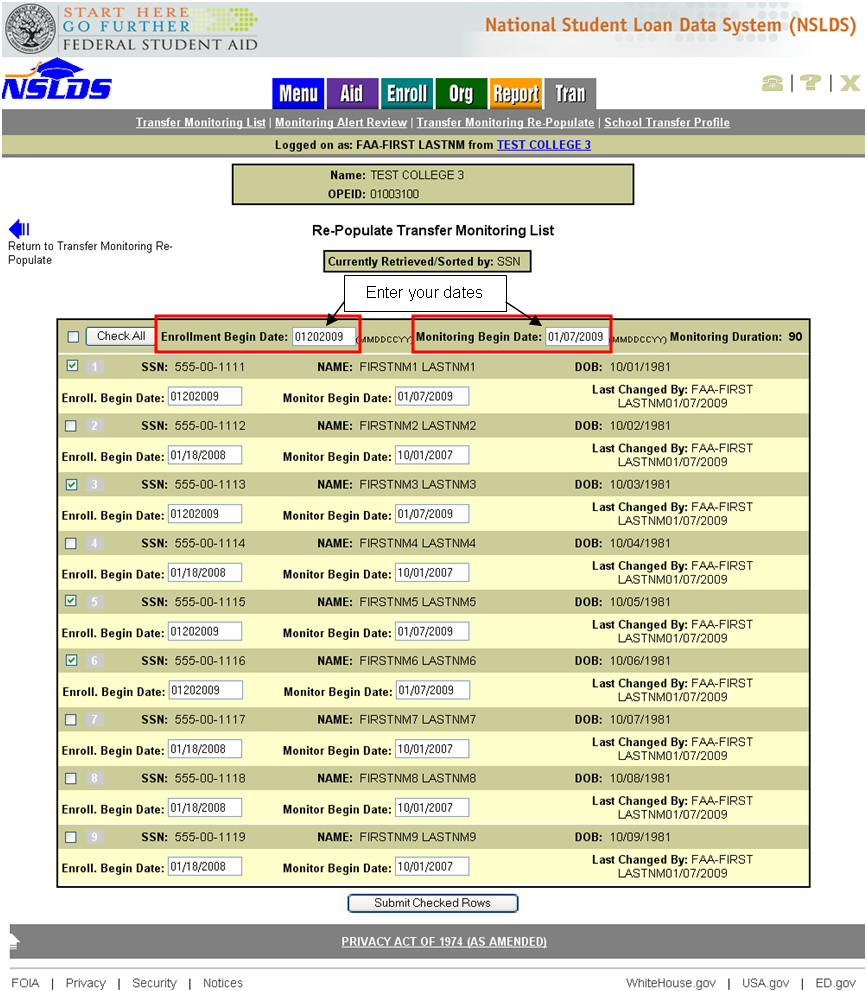 START HERE
GO FURTHER
FEDERAL STUDENT AID
National Student Loan Data System (NSLDS)
NSLDS
Menu Aid Enroll Org Report Tran
? | X
Transfer Monitoring List | Monitoring Alert Review | Transfer Monitoring Re-Populate | School Transfer Profile
Logged on as: FAA-FIRST LASTNM from TEST COLLEGE 3
Name: TEST COLLEGE 3
OPEID: 01003100
Return to Transfer Monitoring Re-
Populate
Re-Populate Transfer Monitoring List
Currently Retrieved/Sorted by: SSN
Enter your dates
Check All Enrollment Begin Date: 01202009 (MMDDCCYY) Monitoring Begin Date: 01/07/2009 (MMDDCCYY) Monitoring Duration: 90
1 SSN: 555-00-1111 NAME: FIRSTNM1 LASTNM1 DOB: 10/01/1981
Enroll. Begin Date: 01202009 Monitor Begin Date: 01/07/2009 Last Changed By: FAA-FIRST
LASTNM01/07/2009
2 SSN: 555-00-1112 NAME: FIRSTNM2 LASTNM2 DOB: 10/02/1981
Enroll. Begin Date: 01/18/2008 Monitor Begin Date: 10/01/2007 Last Changed By: FAA-FIRST
LASTNM01/07/2009
3 SSN: 555-00-1113 NAME: FIRSTNM3 LASTNM3 DOB: 10/03/1981
Enroll. Begin Date: 01202009 Monitor Begin Date: 01/07/2009 Last Changed By: FAA-FIRST
LASTNM01/07/2009
4 SSN: 555-00-1114 NAME: FIRSTNM4 LASTNM4 DOB: 10/04/1981
Enroll. Begin Date: 01/18/2008 Monitor Begin Date: 10/01/2007 Last Changed By: FAA-FIRST
LASTNM01/07/2009
5 SSN: 555-00-1115 NAME: FIRSTNM5 LASTNM5 DOB: 10/05/1981
Enroll. Begin Date: 01202009 Monitor Begin Date: 01/07/2009 Last Changed By: FAA-FIRST
LASTNM01/07/2009
6 SSN: 555-00-1116 NAME: FIRSTNM6 LASTNM6 DOB: 10/06/1981
Enroll. Begin Date: 01202009 Monitor Begin Date: 01/07/2009 Last Changed By: FAA-FIRST
LASTNM01/07/2009
7 SSN: 555-00-1117 NAME: FIRSTNM7 LASTNM7 DOB: 10/07/1981
Enroll. Begin Date: 01/18/2008 Monitor Begin Date: 10/01/2007 Last Changed By: FAA-FIRST
LASTNM01/07/2009
8 SSN: 555-00-1118 NAME: FIRSTNM8 LASTNM8 DOB: 10/08/1981
Enroll. Begin Date: 01/18/2008 Monitor Begin Date: 10/01/2007 Last Changed By: FAA-FIRST
LASTNM01/07/2009
9 SSN: 555-00-1119 NAME: FIRSTNM9 LASTNM9 DOB: 10/09/1981
Enroll. Begin Date: 01/18/2008 Monitor Begin Date: 10/01/2007 Last Changed By: FAA-FIRST
LASTNM01/07/2009
Submit Checked Rows
PRIVACY ACT OF 1974 (AS AMENDED)
FOIA | Privacy | Security | Notices WhiteHouse.gov | USA.gov | ED.gov